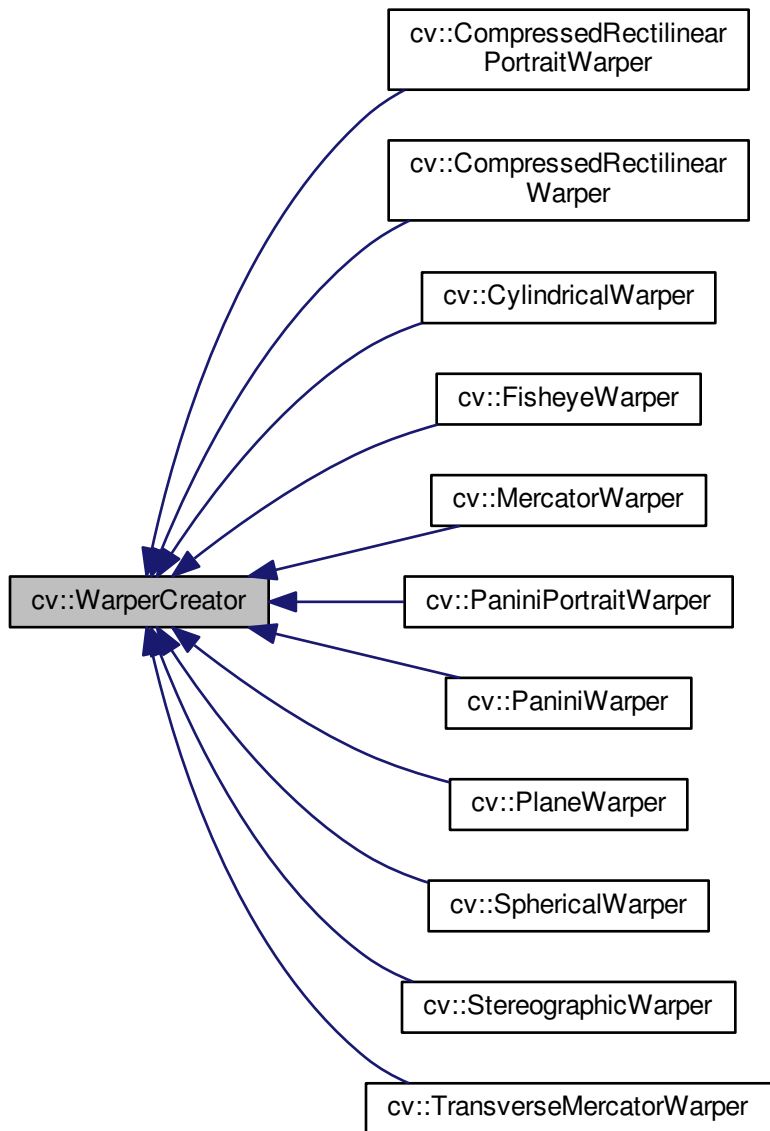 cv::CompressedRectilinear
PortraitWarper
cv::CompressedRectilinear
Warper
cv::CylindricalWarper
cv::FisheyeWarper
cv::MercatorWarper
cv::WarperCreator
cv::PaniniPortraitWarper
cv::PaniniWarper
cv::PlaneWarper
cv::SphericalWarper
cv::StereographicWarper
cv::TransverseMercatorWarper